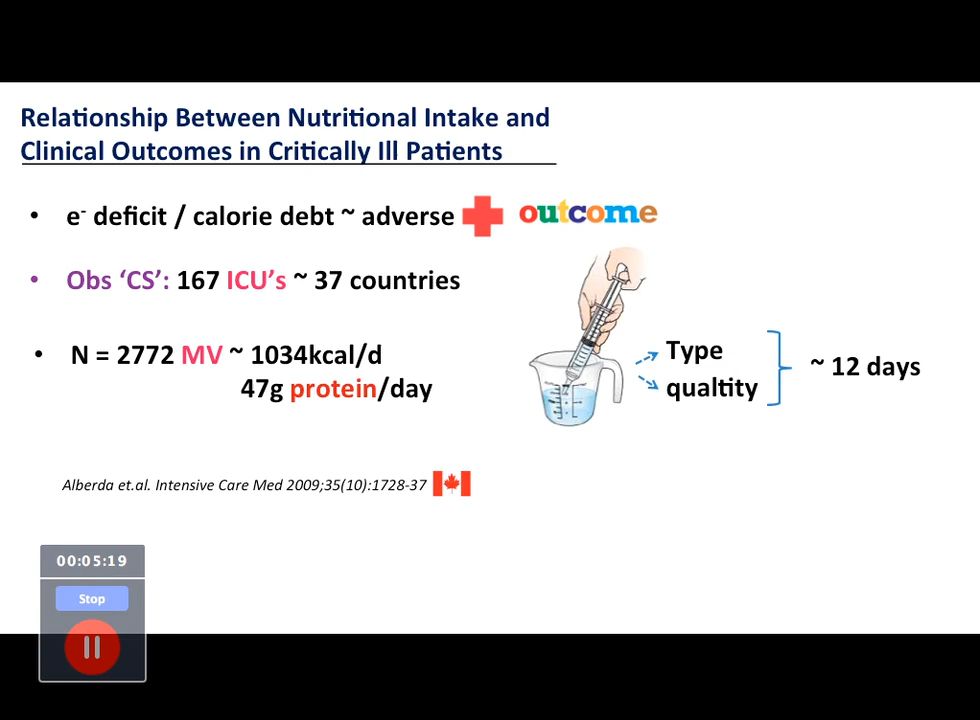 Relationship Between Nutritional Intake and
Clinical Outcomes in Critically Ill Patients
• e⁻ deficit / calorie debt ~ adverse outcome
• Obs ‘CS’: 167 ICU’s ~ 37 countries
• N = 2772 MV ~ 1034kcal/d
47g protein/day
Type
quality
~ 12 days
Alberda et.al. Intensive Care Med 2009;35(10):1728-37
00:05:19
Stop